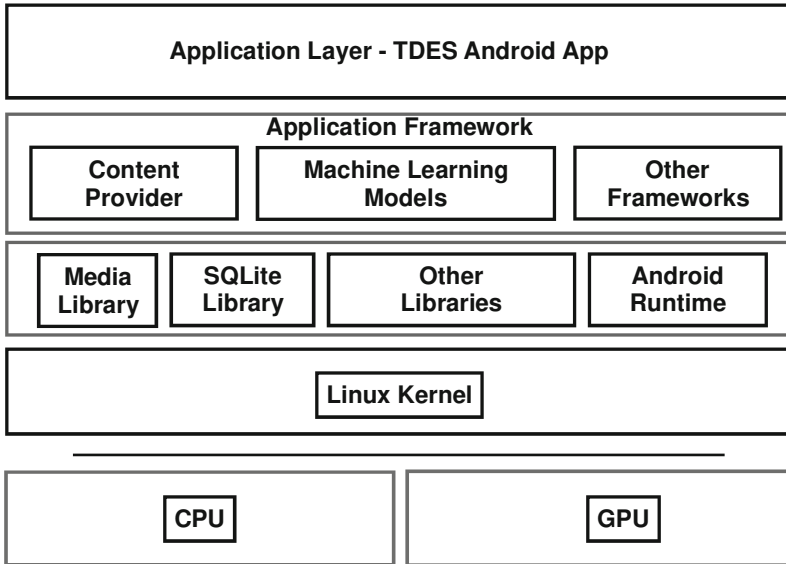 Application Layer - TDES Android App
Application Framework
Content
Provider
Machine Learning
Models
Other
Frameworks
Media
Library
SQLite
Library
Other
Libraries
Android
Runtime
Linux Kernel
CPU
GPU